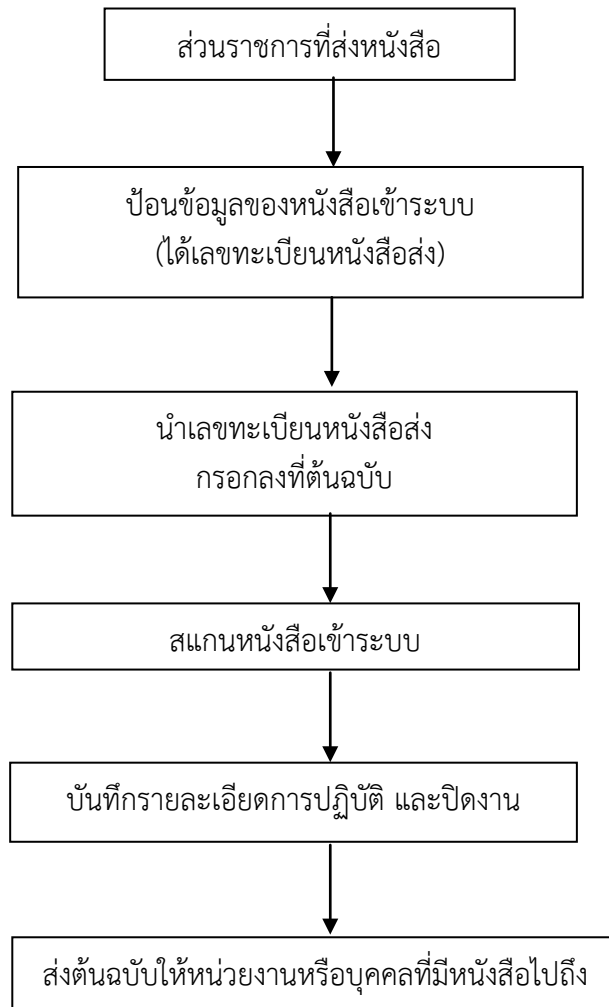 ส่วนราชการที่ส่งหนังสือ
ป้อนข้อมูลของหนังสือเข้าระบบ
(ได้เลขทะเบียนหนังสือส่ง)
นำเลขทะเบียนหนังสือส่ง
กรอกลงที่ต้นฉบับ
สแกนหนังสือเข้าระบบ
บันทึกรายละเอียดการปฏิบัติ และปิดงาน
ส่งต้นฉบับให้หน่วยงานหรือบุคคลที่มีหนังสือไปถึง